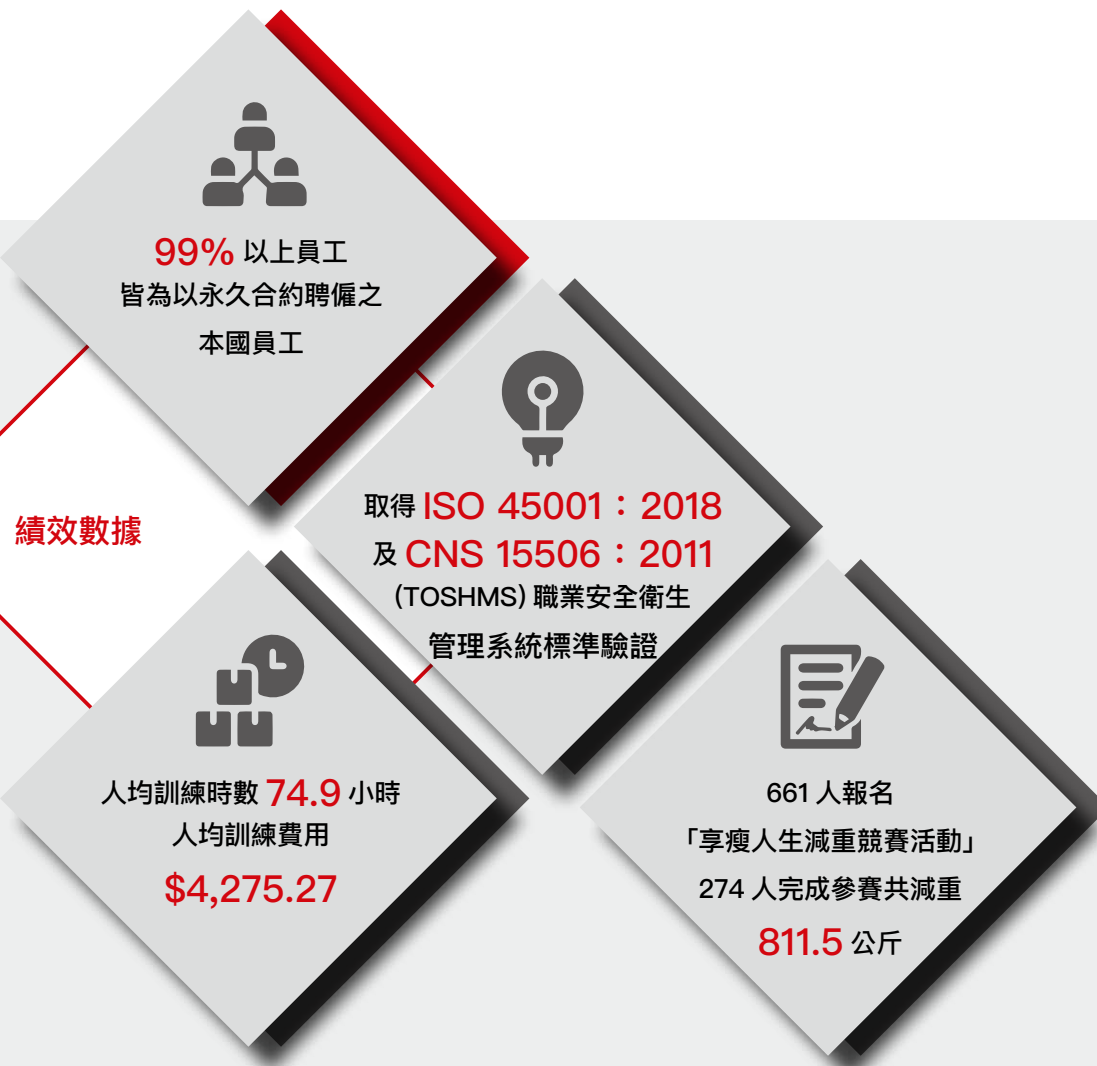 99% 以上員工
皆為以永久合約聘僱之
本國員工
取得 ISO 45001：2018
及 CNS 15506：2011
(TOSHMS) 職業安全衛生
管理系統標準驗證
績效數據
人均訓練時數 74.9 小時
人均訓練費用
$4,275.27
661 人報名
「享瘦人生減重競賽活動」
274 人完成參賽共減重
811.5 公斤